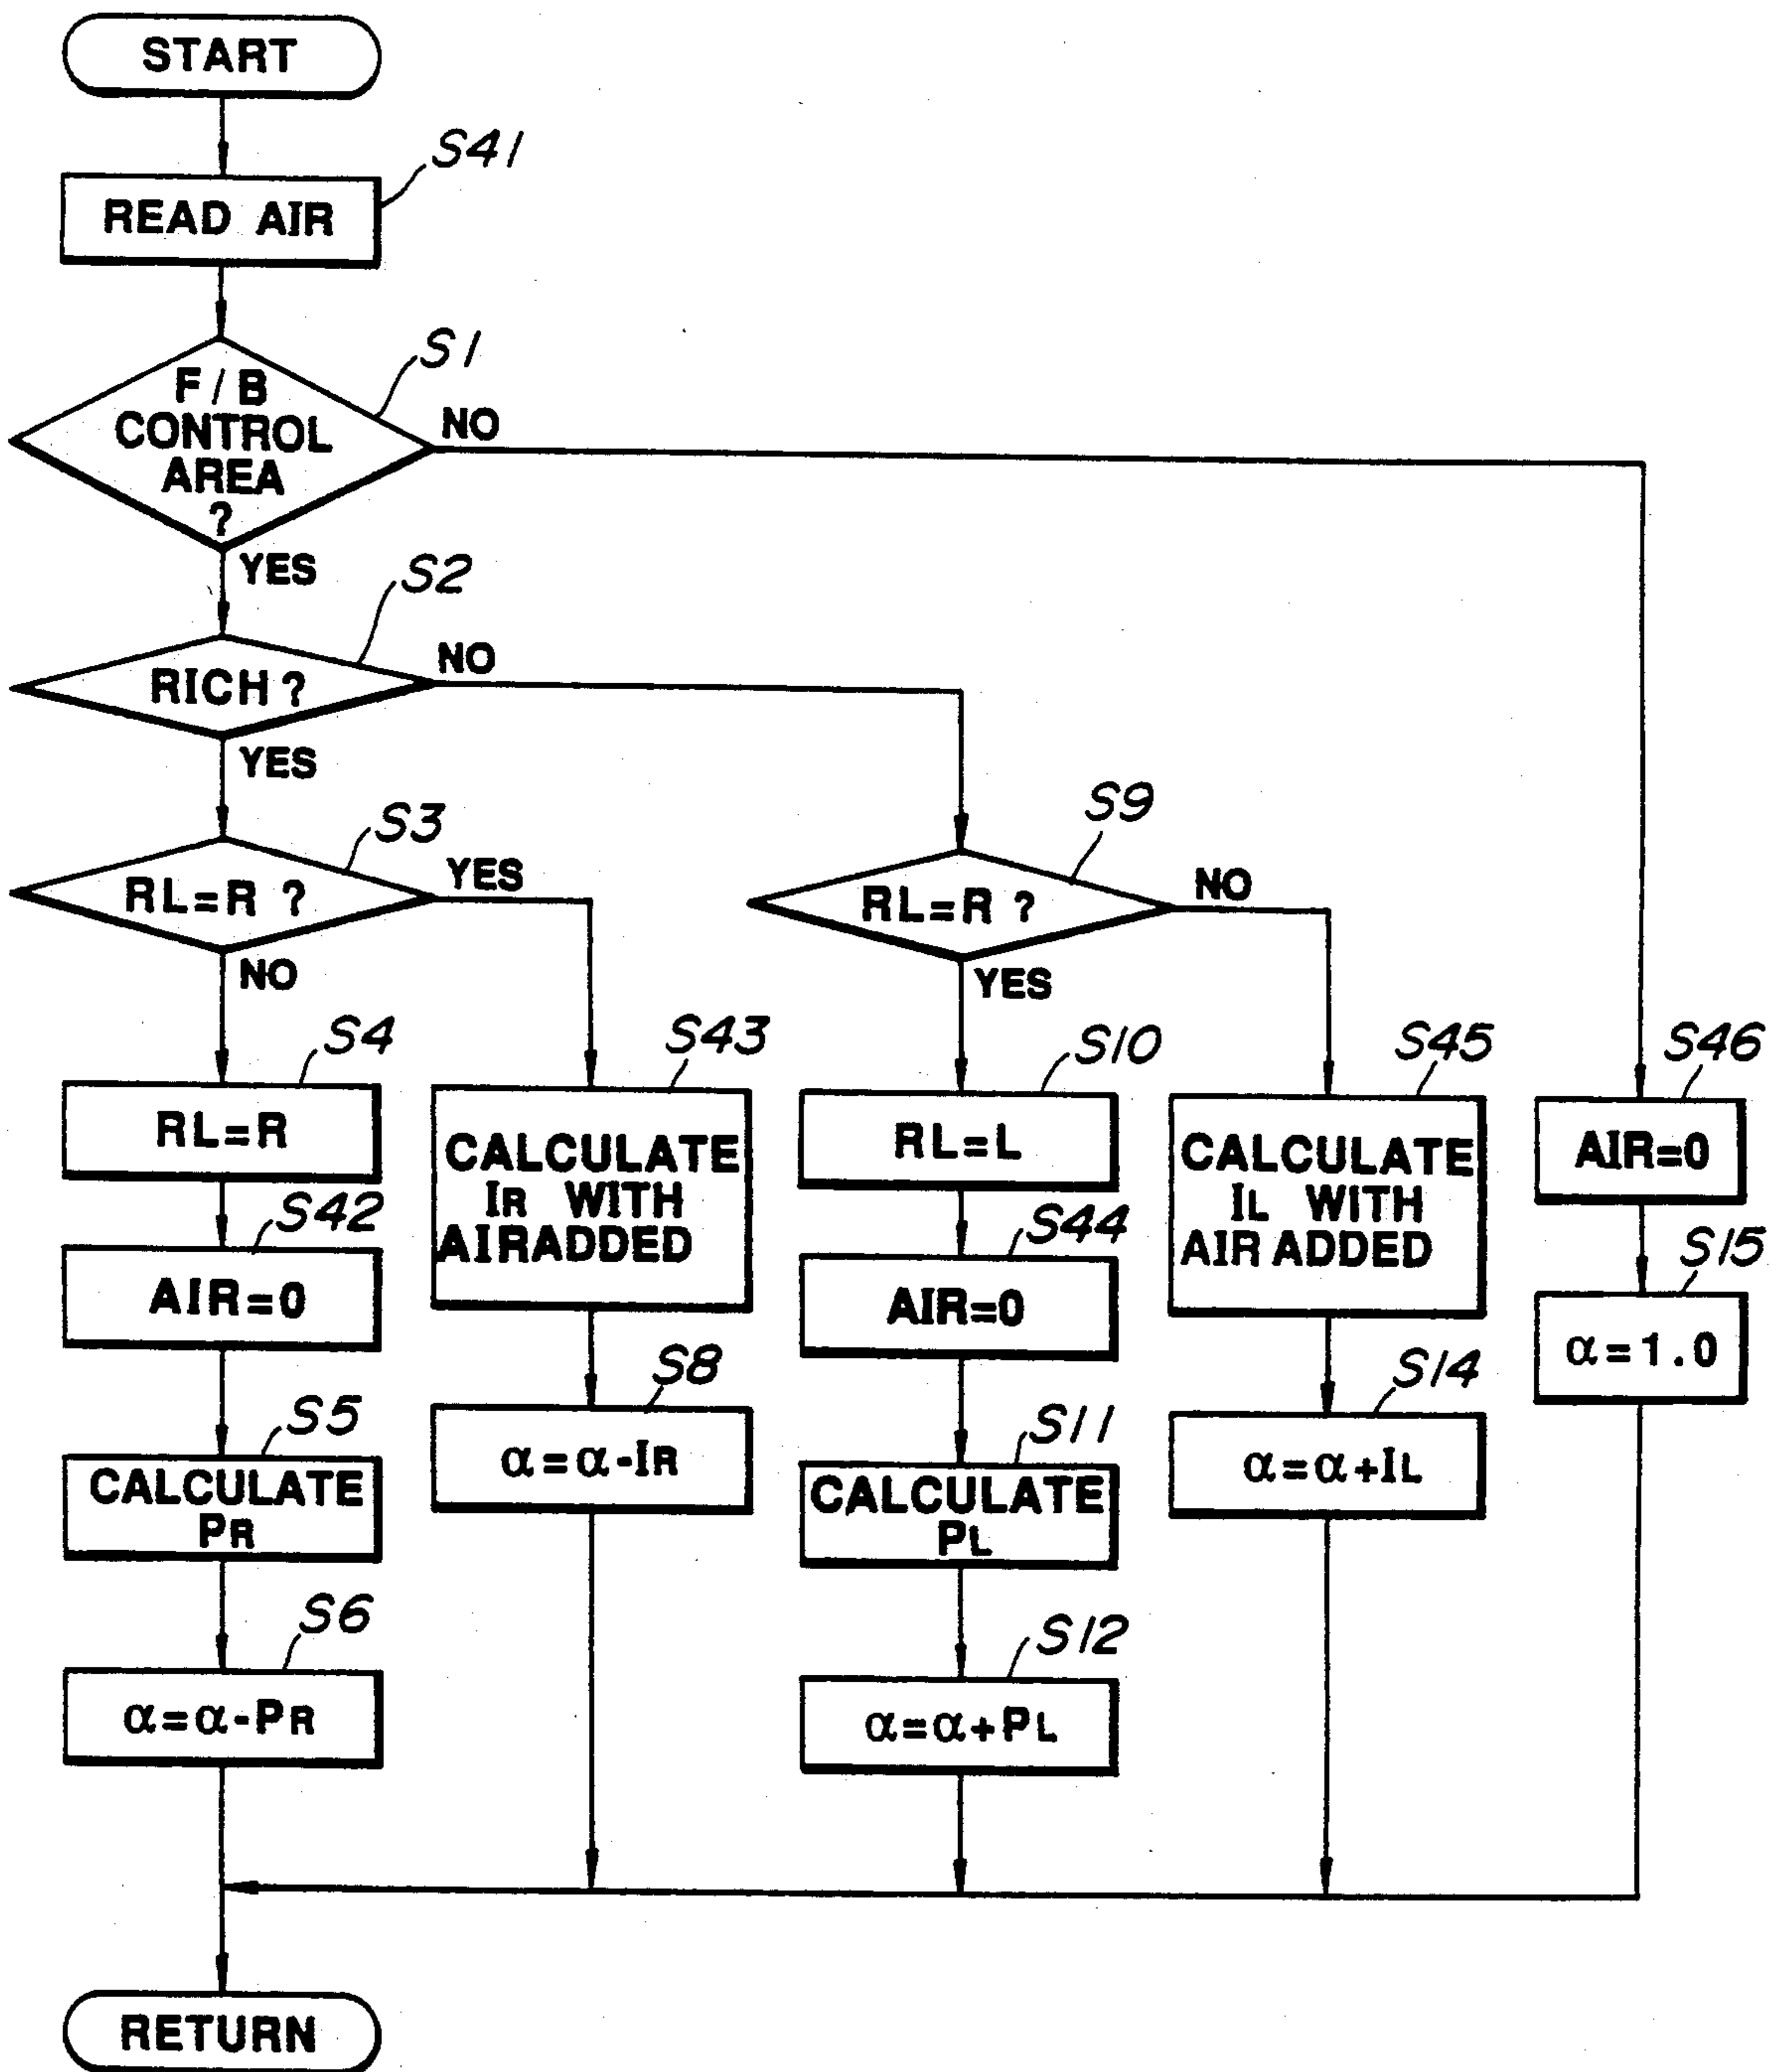 START
S41
READ AIR
S1
F/B
CONTROL
AREA
?
NO
YES
S2
RICH ?
NO
YES
S3
RL=R ?
YES
NO
S9
RL=R ?
NO
YES
S4
RL=R
S42
AIR=0
S5
CALCULATE
PR
S6
α=α-PR
S43
CALCULATE
IR WITH
AIRADDED
S8
α=α-IR
S10
RL=L
S44
AIR=0
S11
CALCULATE
PL
S12
α=α+PL
S45
CALCULATE
IL WITH
AIR ADDED
S14
α=α+IL
S46
AIR=0
S15
α=1.0
RETURN